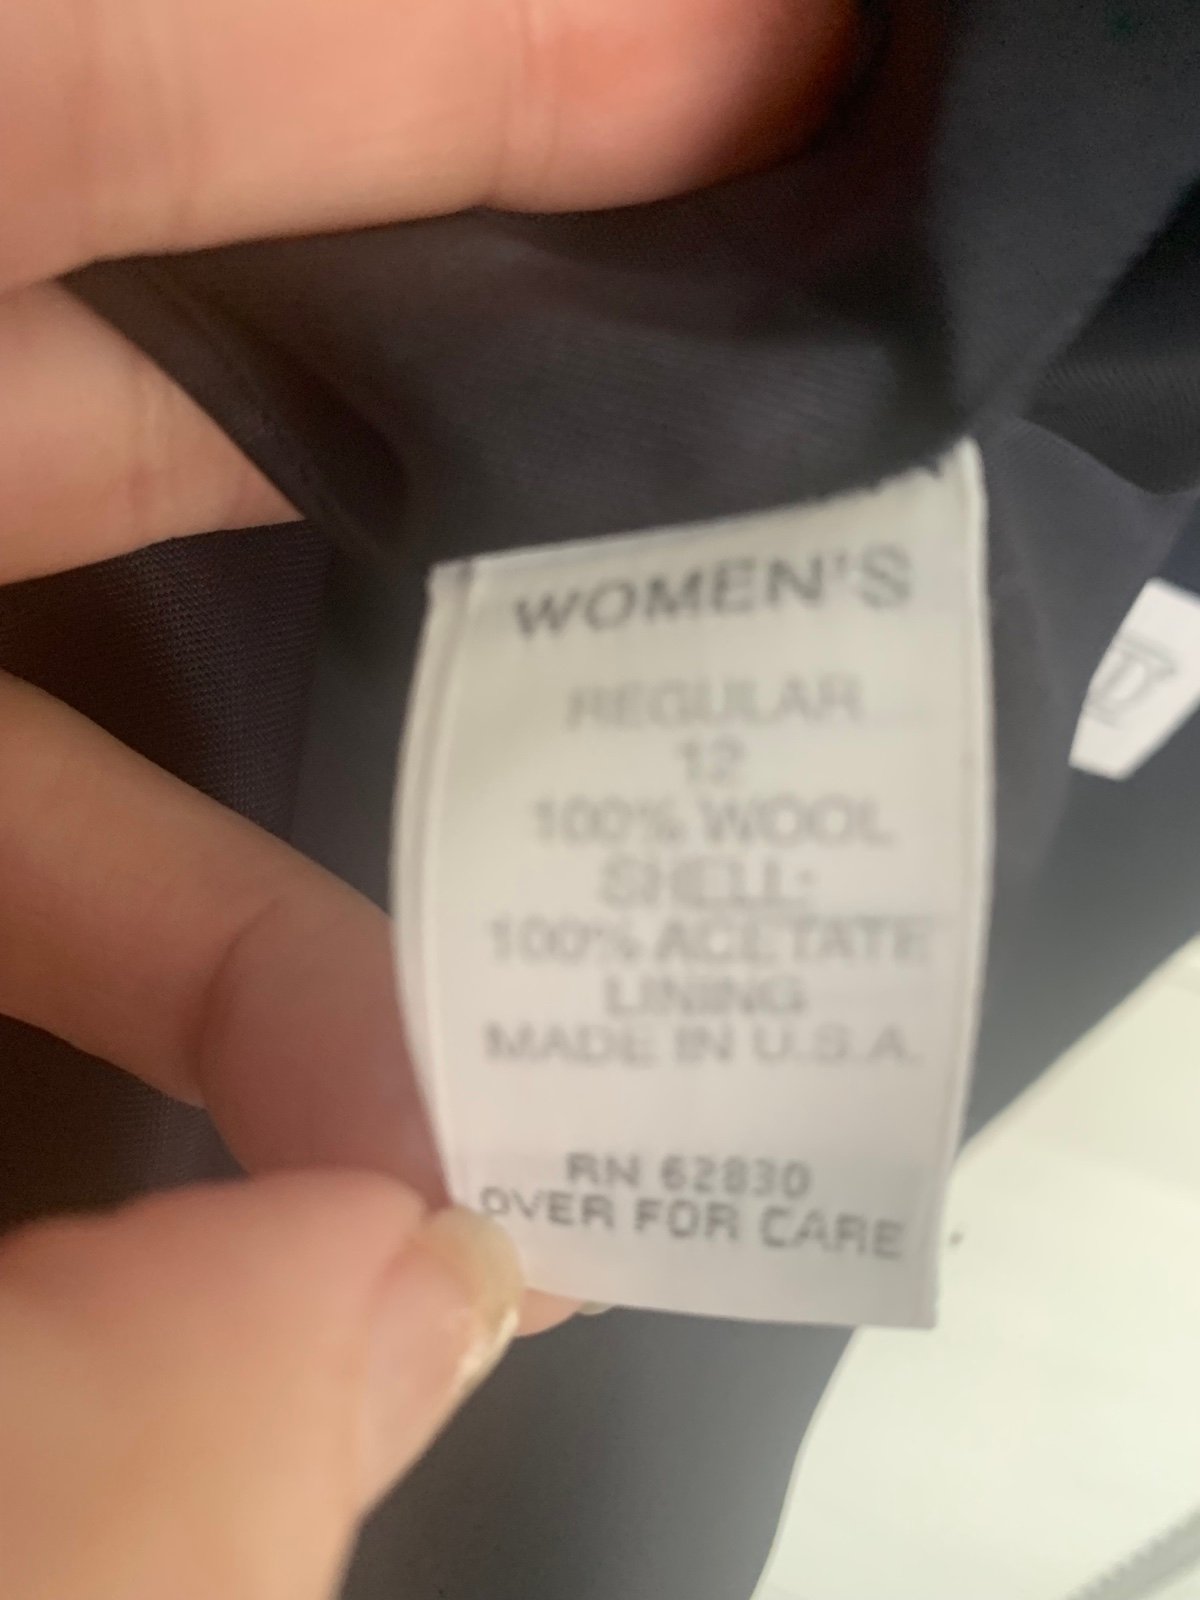 WOMEN'S
REGULAR
12
100% WOOL
SHELL:
100% ACETATE
LINING
MADE IN U.S.A.
RN 62830
OVER FOR CARE